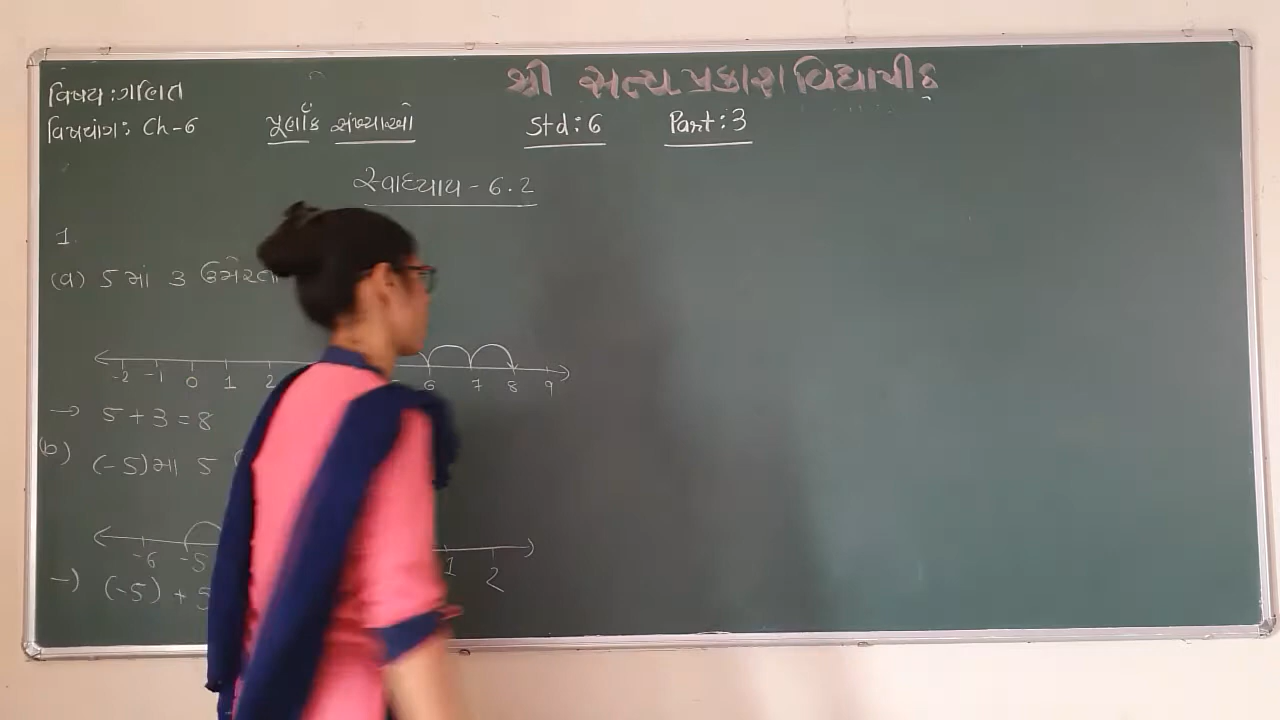 શ્રી સત્ય પ્રકાશ વિદ્યાપીઠ
વિષય : ગણિત
વિષયાંગ : Ch-6 પૂર્ણાંક સંખ્યાઓ Std : 6 Part : 3
સ્વાધ્યાય - 6.2
1.
(a) 5 માં 3 ઉમેરતા
-2 -1 0 1 2 6 7 8 9
→ 5 + 3 = 8
(b) (-5)મા 5
-6 -5 1 2
→ (-5) + 5